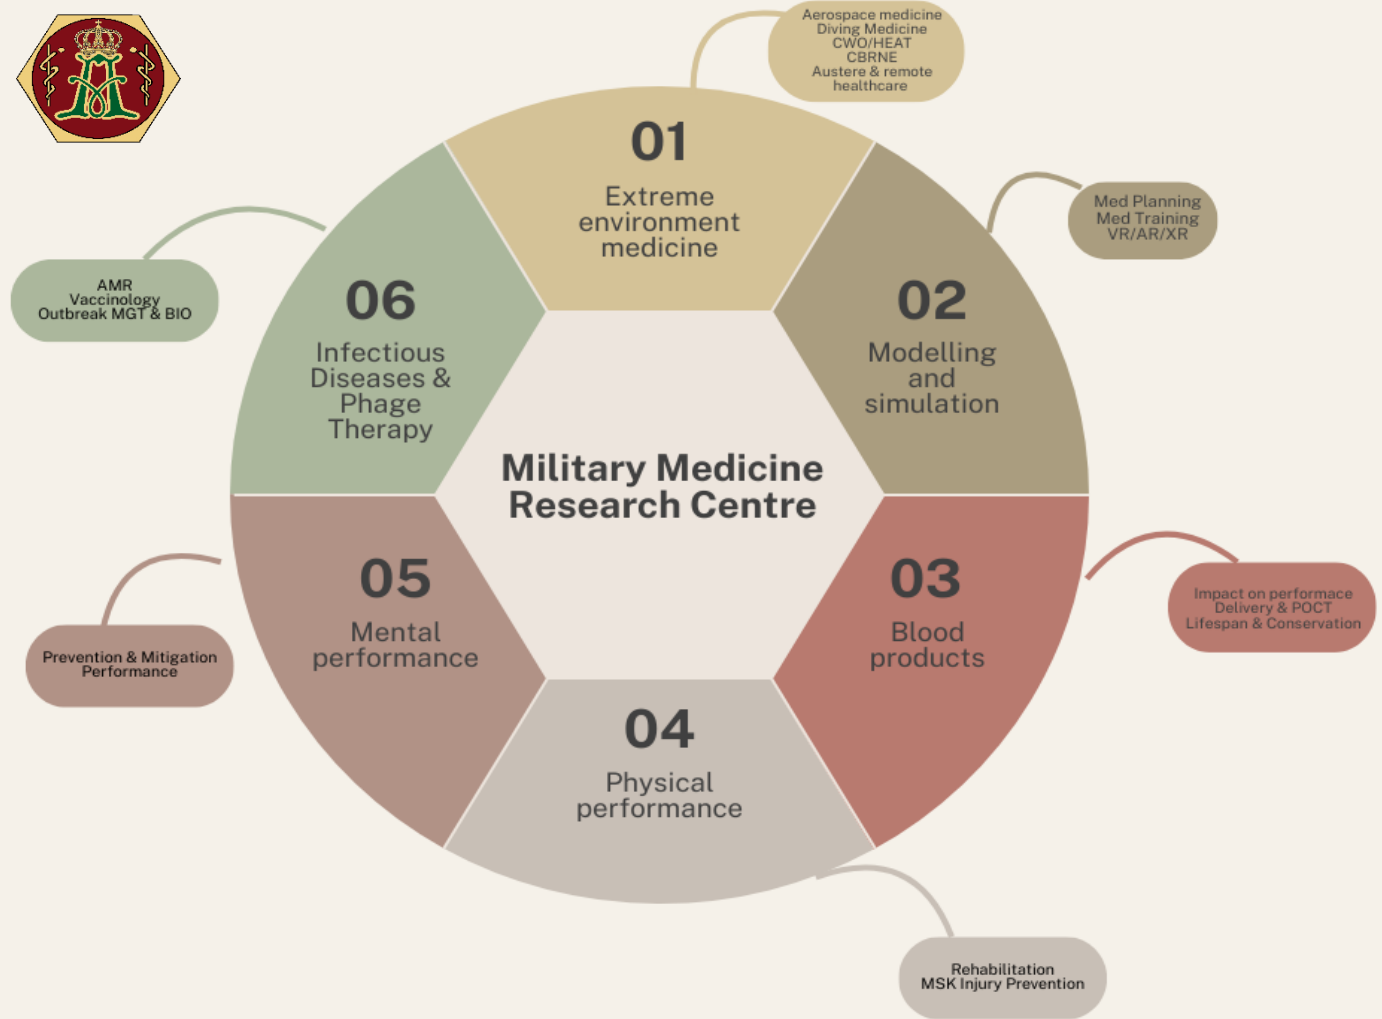 Aerospace medicine
Diving Medicine
CWO/HEAT
CBRNE
Austere & remote
healthcare
01
Extreme
environment
medicine
Med Planning
Med Training
VR/AR/XR
02
Modelling
and
simulation
Impact on performace
Delivery & POCT
Lifespan & Conservation
03
Blood
products
04
Physical
performance
Rehabilitation
MSK Injury Prevention
05
Mental
performance
Prevention & Mitigation
Performance
06
Infectious
Diseases &
Phage
Therapy
AMR
Vaccinology
Outbreak MGT & BIO
Military Medicine
Research Centre